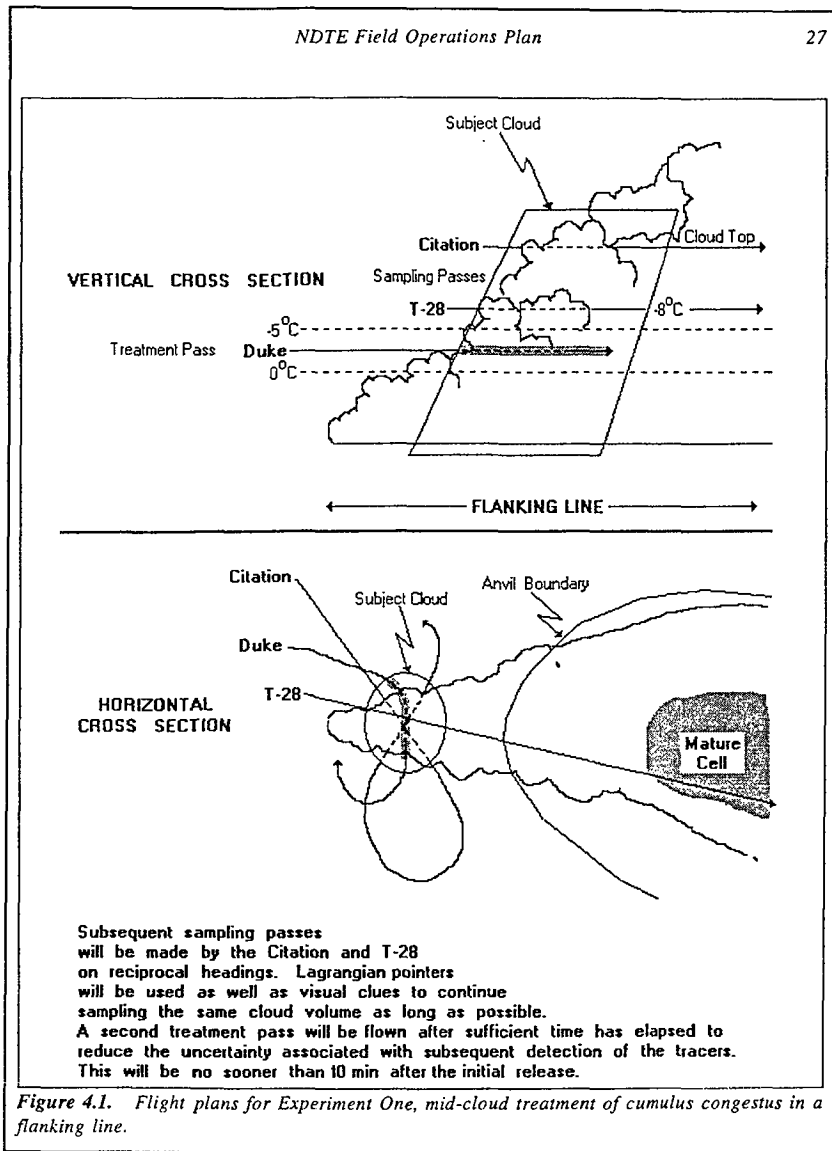 NDTE Field Operations Plan 27
Subject Cloud
Citation
Cloud Top
VERTICAL CROSS SECTION
Sampling Passes
T-28
-8°C
-5°C
Treatment Pass Duke
0°C
FLANKING LINE
Citation
Subject Cloud
Anvil Boundary
Duke
T-28
HORIZONTAL
CROSS SECTION
Mature
Cell
Subsequent sampling passes
will be made by the Citation and T-28
on reciprocal headings. Lagrangian pointers
will be used as well as visual clues to continue
sampling the same cloud volume as long as possible.
A second treatment pass will be flown after sufficient time has elapsed to
reduce the uncertainty associated with subsequent detection of the tracers.
This will be no sooner than 10 min after the initial release.
Figure 4.1. Flight plans for Experiment One, mid-cloud treatment of cumulus congestus in a
flanking line.